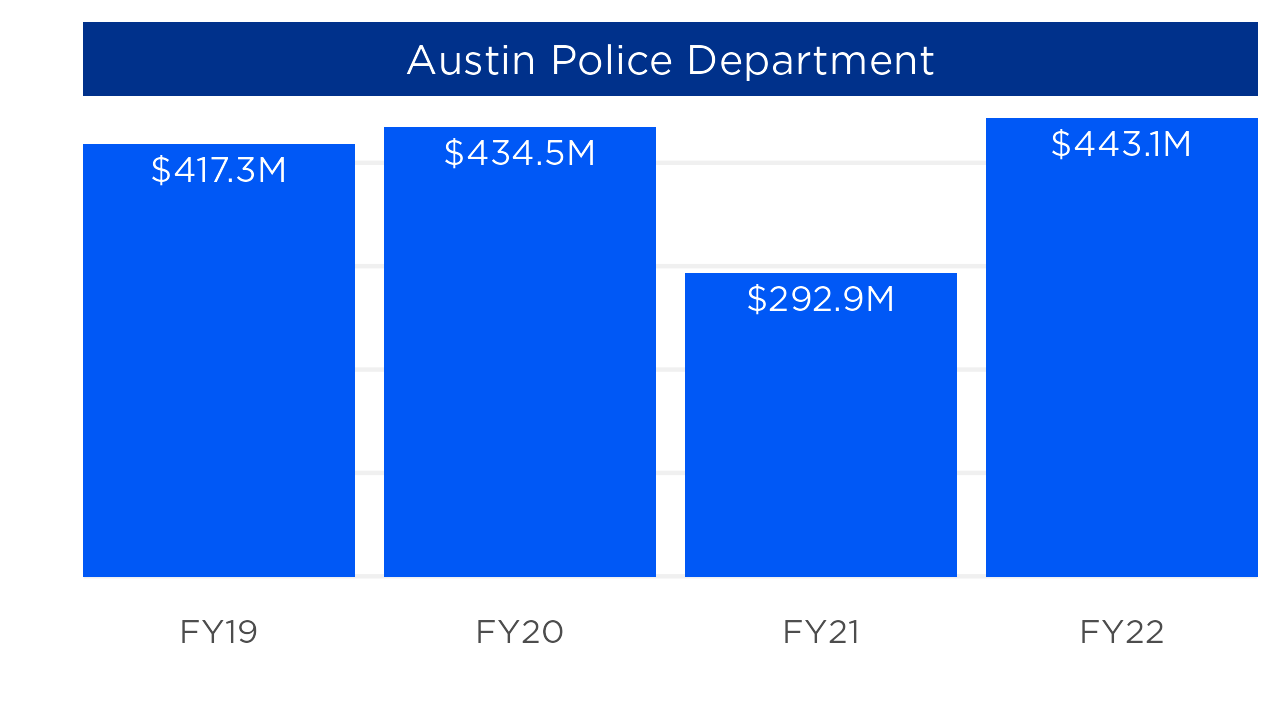 Austin Police Department
$417.3M
$434.5M
$292.9M
$443.1M
FY19
FY20
FY21
FY22